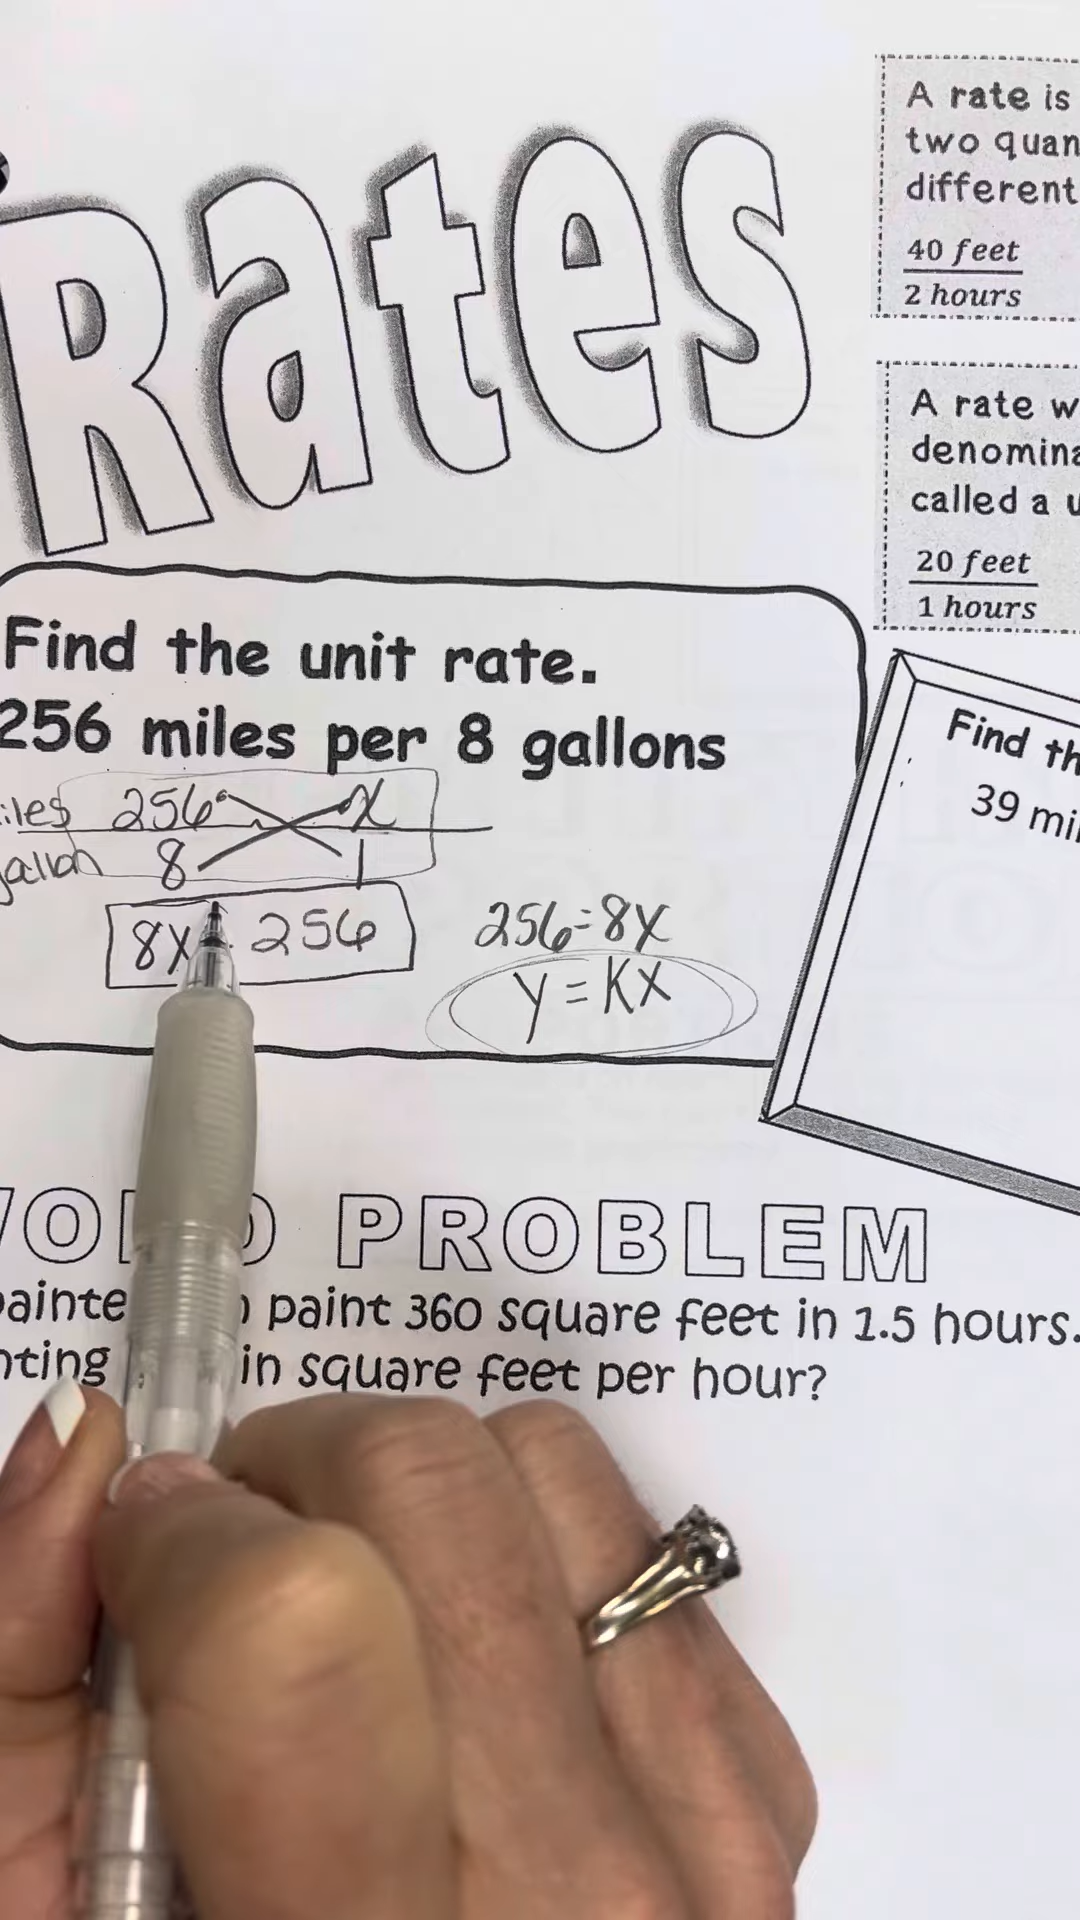 Rates
A rate is
two quan
different
40 feet
2 hours
A rate w
denomina
called a u
20 feet
1 hours
Find the unit rate.
256 miles per 8 gallons
iles 256 x
gallon 8 1
8x 256
256=8x
y=Kx
Find th
39 mi
PROBLEM
painte paint 360 square feet in 1.5 hours.
nting in square feet per hour?